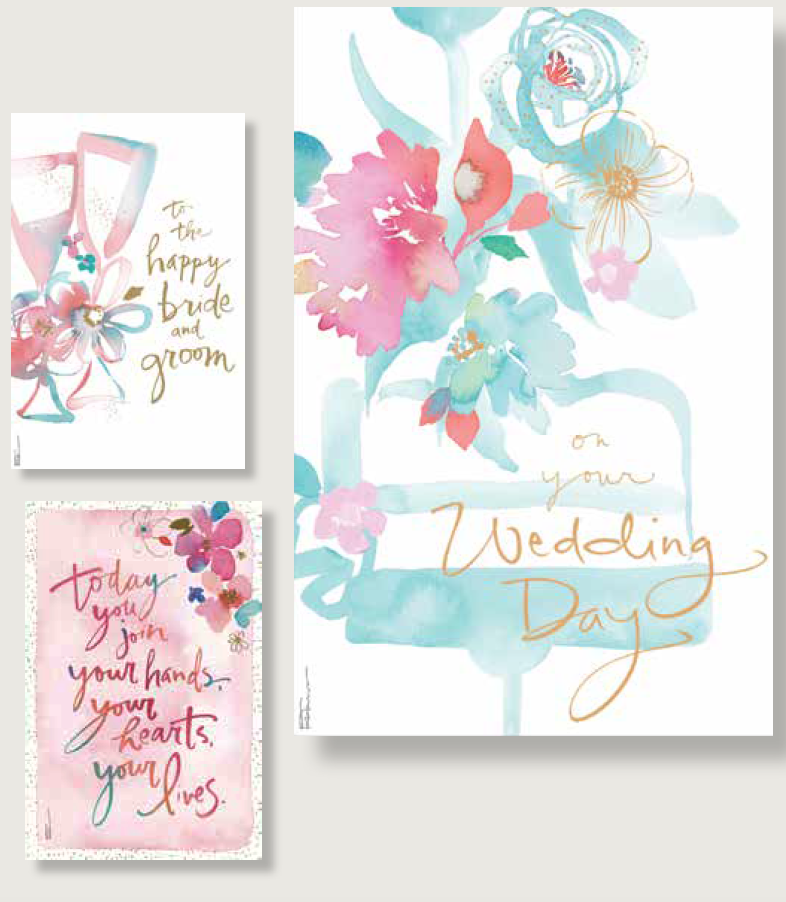 to
the
happy
bride
and
groom
today
you
join
your hands,
your
hearts,
your
lives.
on
your
Wedding
Day